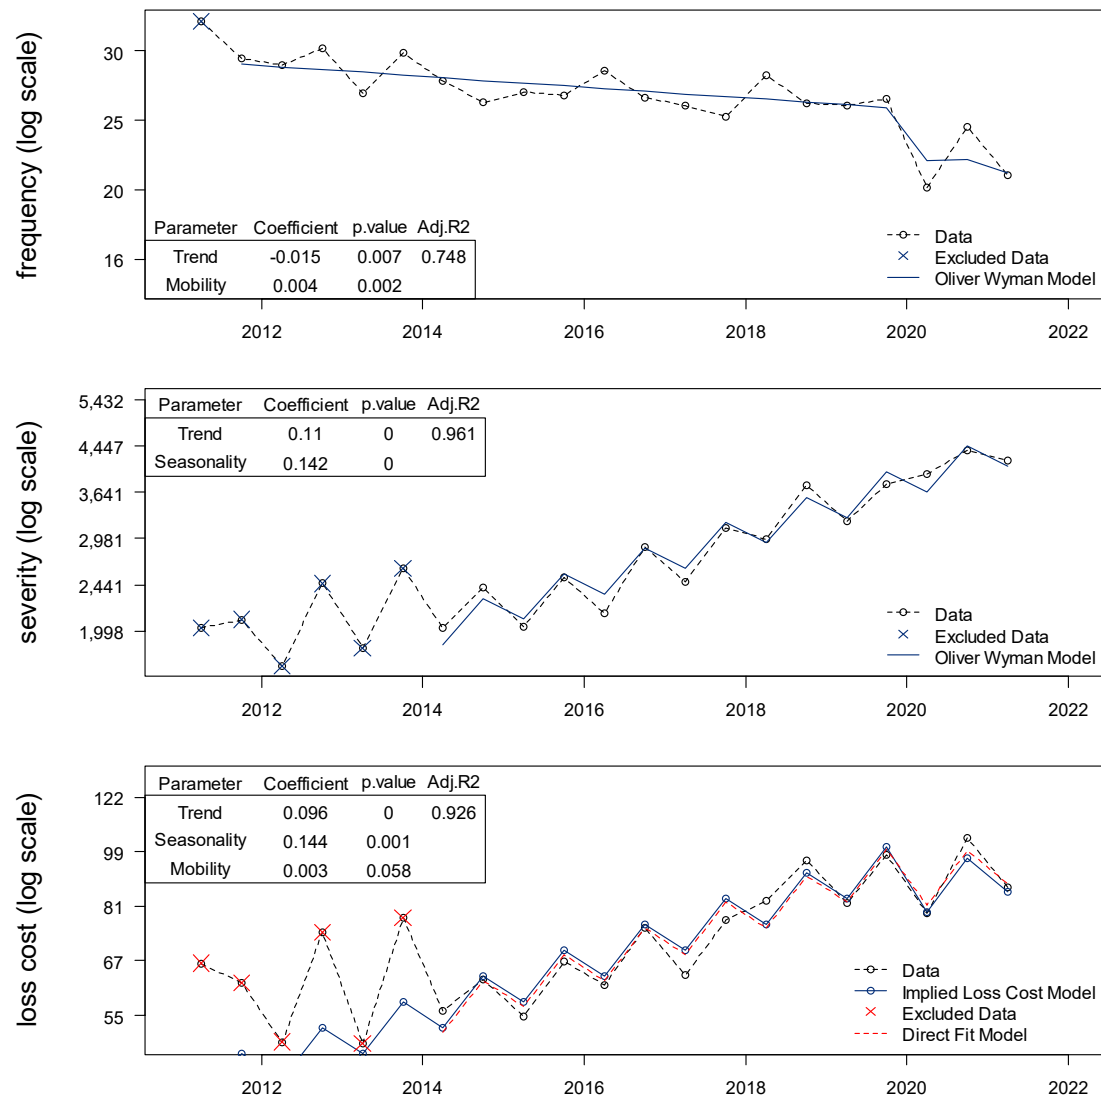 frequency (log scale)
30
25
20
16
Parameter Coefficient p.value Adj.R2
Trend -0.015 0.007 0.748
Mobility 0.004 0.002
Data
Excluded Data
Oliver Wyman Model
2012 2014 2016 2018 2020 2022
severity (log scale)
5,432
4,447
3,641
2,981
2,441
1,998
Parameter Coefficient p.value Adj.R2
Trend 0.11 0 0.961
Seasonality 0.142 0
Data
Excluded Data
Oliver Wyman Model
2012 2014 2016 2018 2020 2022
loss cost (log scale)
122
99
81
67
55
Parameter Coefficient p.value Adj.R2
Trend 0.096 0 0.926
Seasonality 0.144 0.001
Mobility 0.003 0.058
Data
Implied Loss Cost Model
Excluded Data
Direct Fit Model
2012 2014 2016 2018 2020 2022